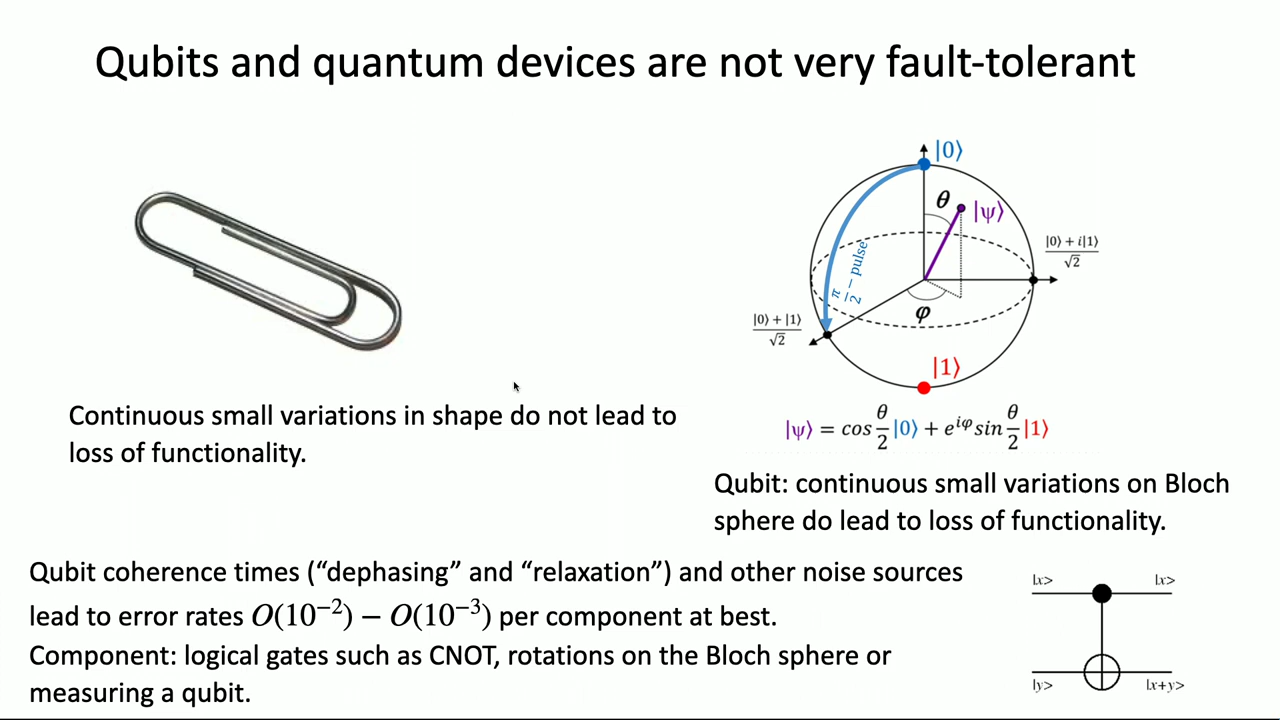 Qubits and quantum devices are not very fault-tolerant
|0⟩
θ
|ψ⟩
|0⟩ + i|1⟩
√2
π/2 − pulse
φ
|0⟩ + |1⟩
√2
|1⟩
|ψ⟩ = cos θ/2 |0⟩ + e^{iφ} sin θ/2 |1⟩
Continuous small variations in shape do not lead to
loss of functionality.
Qubit: continuous small variations on Bloch
sphere do lead to loss of functionality.
Qubit coherence times (“dephasing” and “relaxation”) and other noise sources
lead to error rates O(10⁻²) − O(10⁻³) per component at best.
Component: logical gates such as CNOT, rotations on the Bloch sphere or
measuring a qubit.
|x> |x>
|y> |x+y>